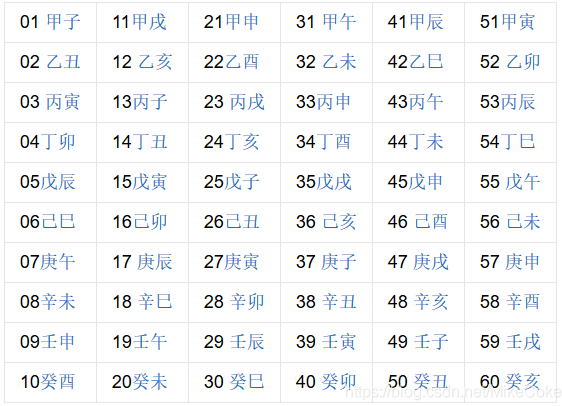 01 甲子 11甲戌 21甲申 31 甲午 41甲辰 51甲寅
02 乙丑 12 乙亥 22乙酉 32 乙未 42乙巳 52 乙卯
03 丙寅 13丙子 23 丙戌 33丙申 43丙午 53丙辰
04丁卯 14丁丑 24丁亥 34丁酉 44丁未 54丁巳
05戊辰 15戊寅 25戊子 35戊戌 45戊申 55 戊午
06己巳 16己卯 26己丑 36 己亥 46 己酉 56 己未
07庚午 17 庚辰 27庚寅 37 庚子 47 庚戌 57 庚申
08辛未 18 辛巳 28 辛卯 38 辛丑 48 辛亥 58 辛酉
09壬申 19壬午 29 壬辰 39 壬寅 49 壬子 59 壬戌
10癸酉 20癸未 30 癸巳 40 癸卯 50 癸丑 60 癸亥
https://blog.csdn.net/MikeCoke